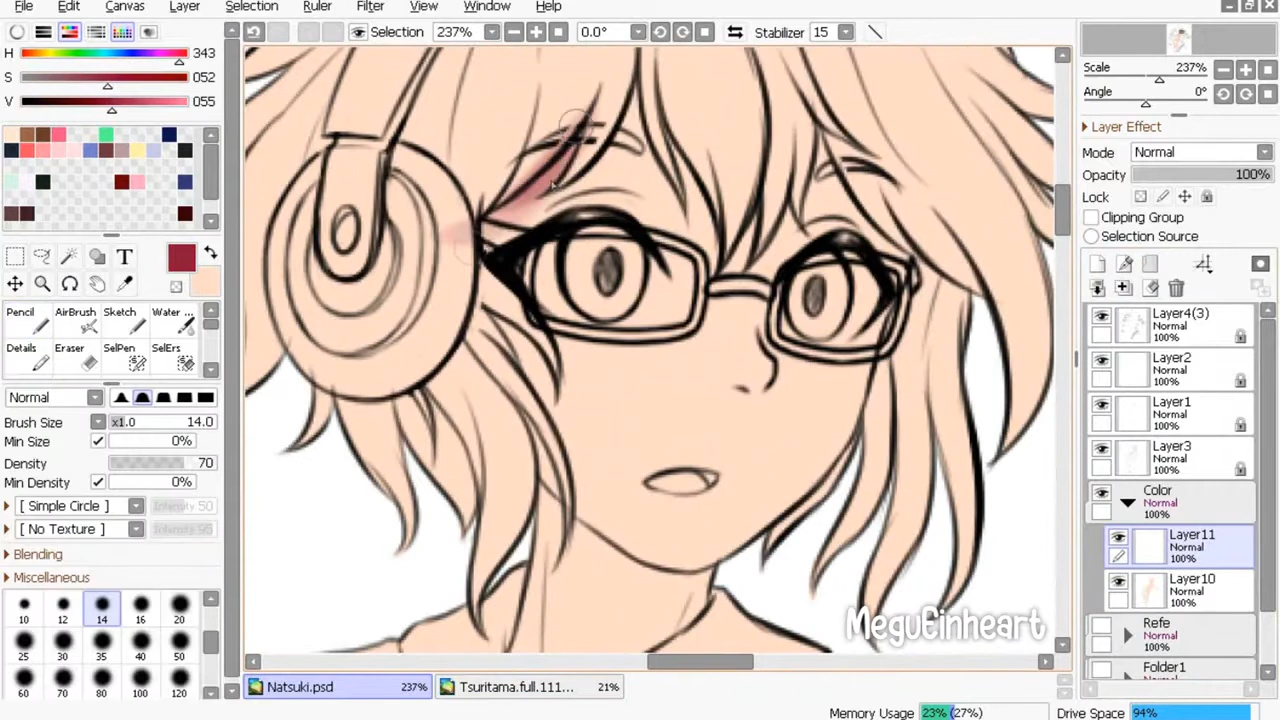 File Edit Canvas Layer Selection Ruler Filter View Window Help
Selection 237% 0.0° Stabilizer 15
H 343
S 052
V 055
T
Pencil AirBrush Sketch Water ...
Details Eraser SelPen SelErs
Normal
Brush Size x1.0 14.0
Min Size 0%
Density 70
Min Density 0%
[ Simple Circle ] Intensity 50
[ No Texture ] Intensity 95
Blending
Miscellaneous
10 12 14 16 20
25 30 35 40 50
60 70 80 100 120
Scale 237%
Angle 0°
Layer Effect
Mode Normal
Opacity 100%
Lock
Clipping Group
Selection Source
Layer4(3)
Normal
100%
Layer2
Normal
100%
Layer1
Normal
100%
Layer3
Normal
100%
Color
Normal
100%
Layer11
Normal
100%
Layer10
Normal
100%
Refe
Normal
100%
Folder1
Normal
MeguEinheart
Natsuki.psd 237% Tsuritama.full.111... 21%
Memory Usage 23% (27%) Drive Space 94%